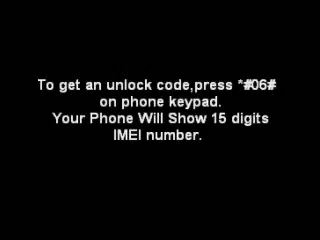 To get an unlock code,press *#06#
on phone keypad.
Your Phone Will Show 15 digits
IMEI number.